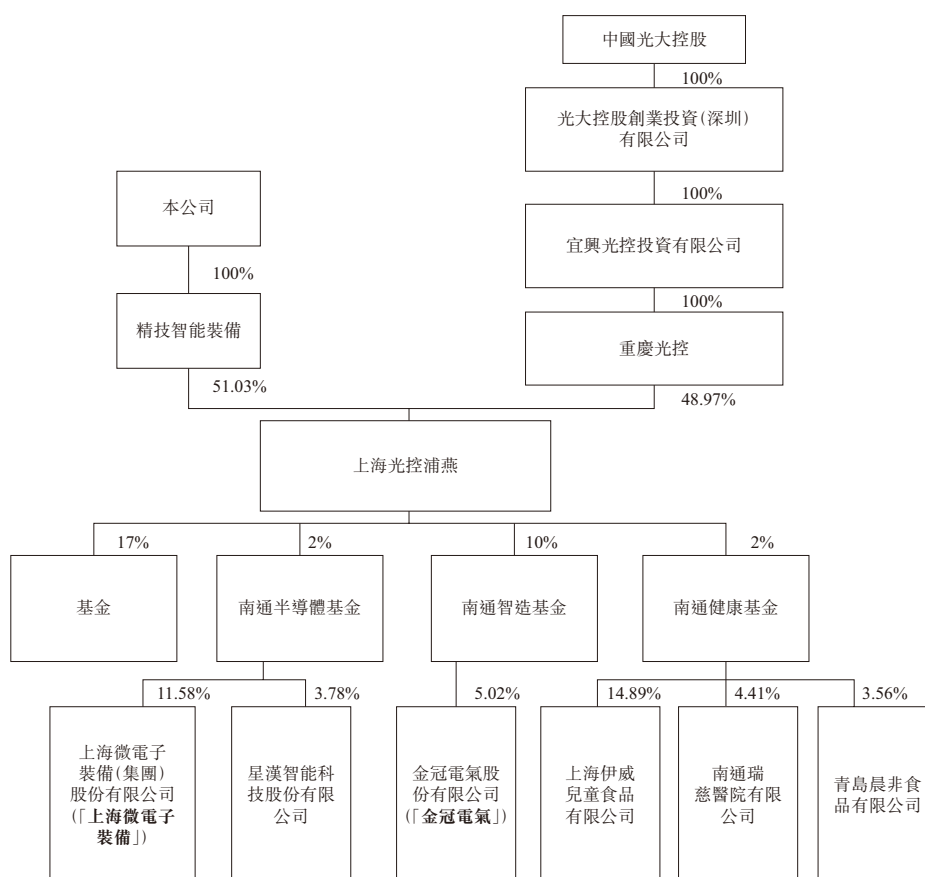 中國光大控股
100%
光大控股創業投資(深圳)
有限公司
100%
本公司
宜興光控投資有限公司
100%
100%
精技智能裝備
重慶光控
51.03%
48.97%
上海光控浦燕
17%
2%
10%
2%
基金
南通半導體基金
南通智造基金
南通健康基金
11.58%
3.78%
5.02%
14.89%
4.41%
3.56%
上海微電子
裝備(集團)
股份有限公司
(「上海微電子
裝備」)
星漢智能科
技股份有限
公司
金冠電氣股
份有限公司
(「金冠電氣」)
上海伊威
兒童食品
有限公司
南通瑞
慈醫院有限
公司
青島晨非食
品有限公司